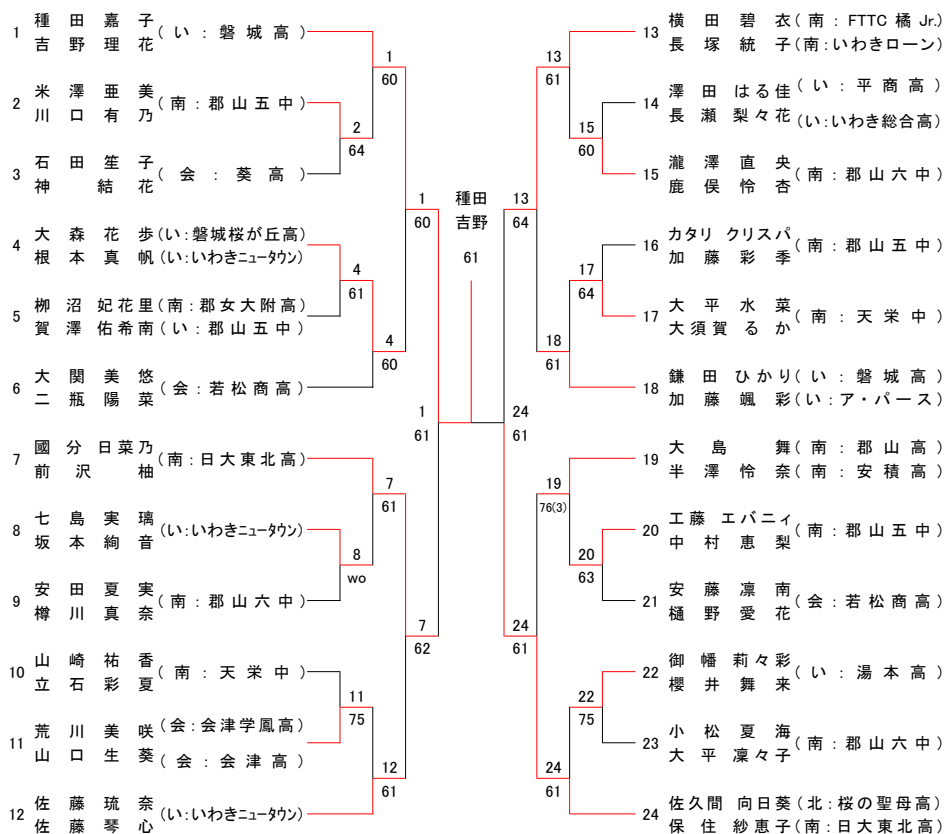 1 種田嘉子 (い:磐城高)
吉野理花
2 米澤亜美 (南:郡山五中)
川口有乃
3 石田笙子 (会:葵高)
神結花
4 大森花歩 (い:磐城桜が丘高)
根本真帆 (い:いわきニュータウン)
5 柳沼妃花里 (南:郡女大附高)
賀澤佑希南 (い:郡山五中)
6 大関美悠 (会:若松商高)
二瓶陽菜
7 國分日菜乃 (南:日大東北高)
前沢柚
8 七島実璃 (い:いわきニュータウン)
坂本絢音
9 安田夏実 (南:郡山六中)
樽川真奈
10 山崎祐香 (南:天栄中)
立石彩夏
11 荒川美咲 (会:会津学鳳高)
山口生葵 (会:会津高)
12 佐藤琉奈 (い:いわきニュータウン)
佐藤琴心
2
64
4
61
8
wo
11
75
1
60
4
60
7
61
12
61
1
60
7
62
1
61
種田
吉野
61
24
61
13
64
24
61
13
61
18
61
19
76(3)
24
61
15
60
17
64
20
63
22
75
13 横田碧衣 (南:FTTC 橘 Jr.)
長塚統子 (南:いわきローン)
14 澤田はる佳 (い:平商高)
長瀬梨々花 (い:いわき総合高)
15 瀧澤直央 (南:郡山六中)
鹿俣怜杏
16 カタリ クリスパ (南:郡山五中)
加藤彩季
17 大平水菜 (南:天栄中)
大須賀るか
18 鎌田ひかり (い:磐城高)
加藤颯彩 (い:ア・パース)
19 大島舞 (南:郡山高)
半澤怜奈 (南:安積高)
20 工藤 エバニィ (南:郡山五中)
中村恵梨
21 安藤凛南 (会:若松商高)
樋野愛花
22 御幡莉々彩 (い:湯本高)
櫻井舞来
23 小松夏海 (南:郡山六中)
大平凜々子
24 佐久間 向日葵 (北:桜の聖母高)
保住紗恵子 (南:日大東北高)